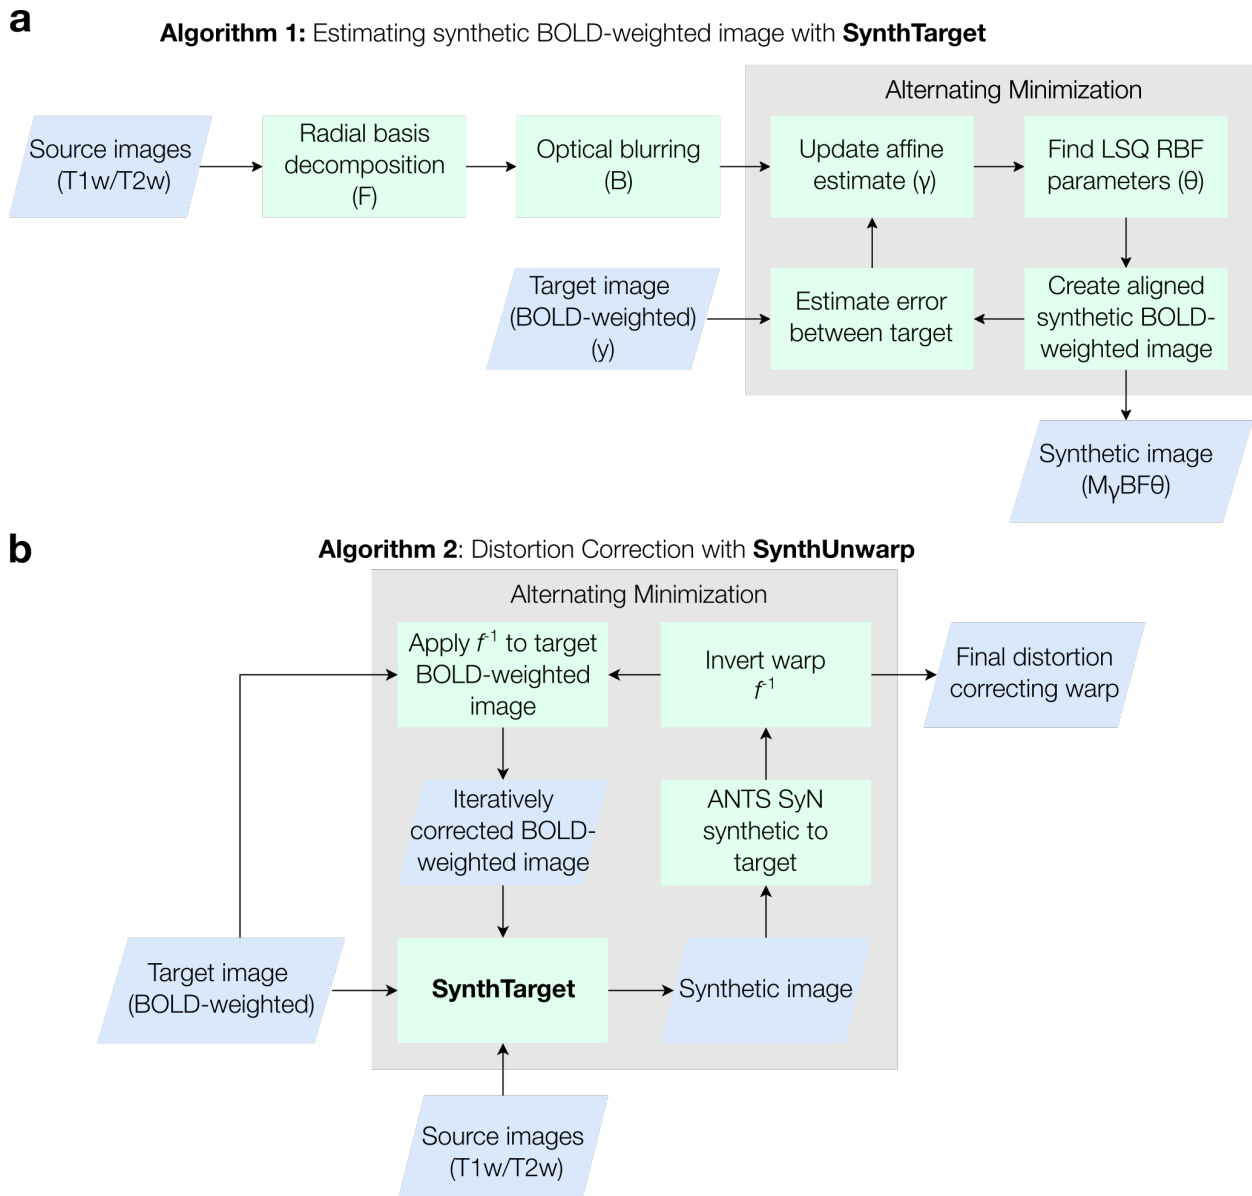 a
Algorithm 1: Estimating synthetic BOLD-weighted image with SynthTarget
Alternating Minimization
Source images
(T1w/T2w)
Radial basis
decomposition
(F)
Optical blurring
(B)
Update affine
estimate (γ)
Find LSQ RBF
parameters (θ)
Target image
(BOLD-weighted)
(y)
Estimate error
between target
Create aligned
synthetic BOLD-
weighted image
Synthetic image
(MγBFθ)
b
Algorithm 2: Distortion Correction with SynthUnwarp
Alternating Minimization
Apply f-1 to target
BOLD-weighted
image
Invert warp
f-1
Final distortion
correcting warp
Iteratively
corrected BOLD-
weighted image
ANTS SyN
synthetic to
target
Target image
(BOLD-weighted)
SynthTarget
Synthetic image
Source images
(T1w/T2w)